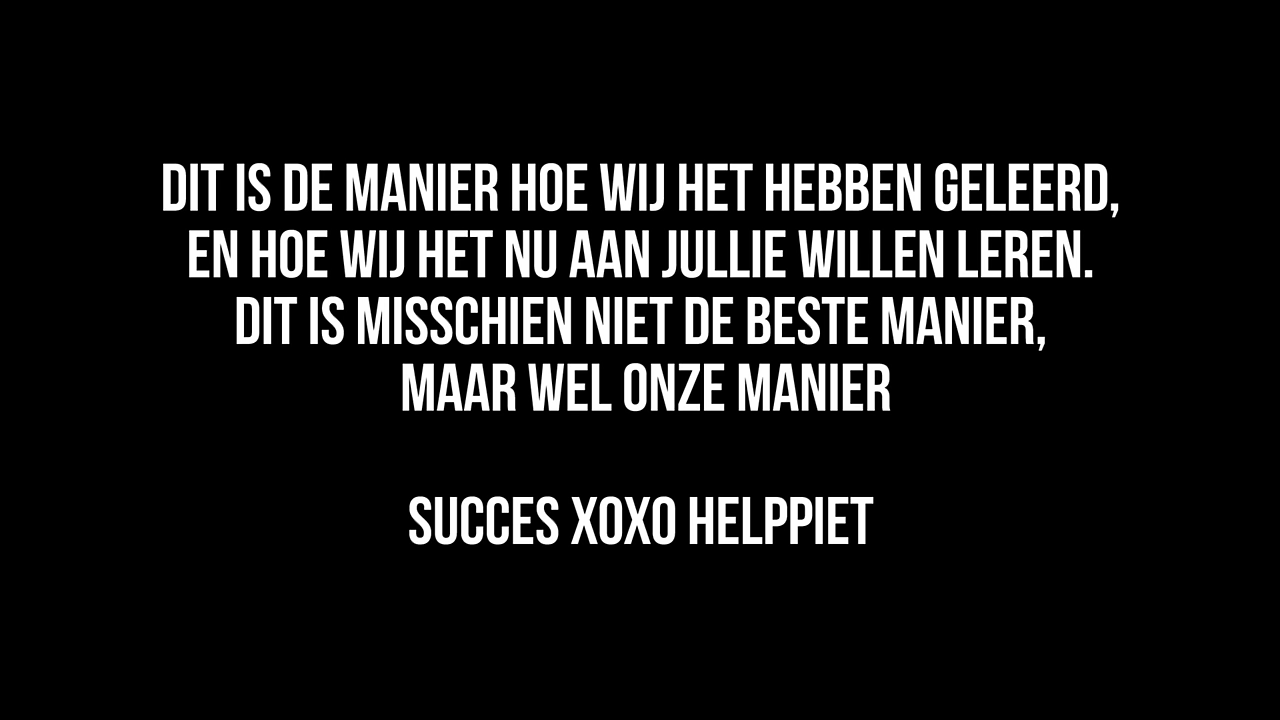 DIT IS DE MANIER HOE WIJ HET HEBBEN GELEERD,
EN HOE WIJ HET NU AAN JULLIE WILLEN LEREN.
DIT IS MISSCHIEN NIET DE BESTE MANIER,
MAAR WEL ONZE MANIER
SUCCES XOXO HELPPIET